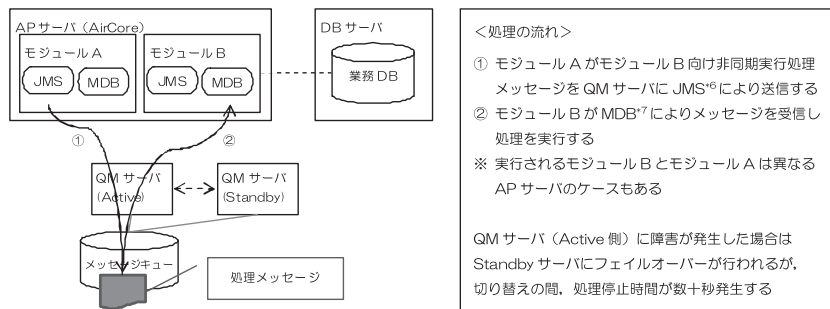 APサーバ(AirCore)
モジュールA
JMS
MDB
モジュールB
JMS
MDB
DBサーバ
業務DB
①
②
QMサーバ
(Active)
QMサーバ
(Standby)
メッセージキュー
処理メッセージ
<処理の流れ>
① モジュールAがモジュールB向け非同期実行処理
メッセージをQMサーバにJMS*6により送信する
② モジュールBがMDB*7によりメッセージを受信し
処理を実行する
※ 実行されるモジュールBとモジュールAは異なる
APサーバのケースもある
QMサーバ(Active側)に障害が発生した場合は
Standbyサーバにフェイルオーバーが行われるが,
切り替えの間,処理停止時間が数十秒発生する